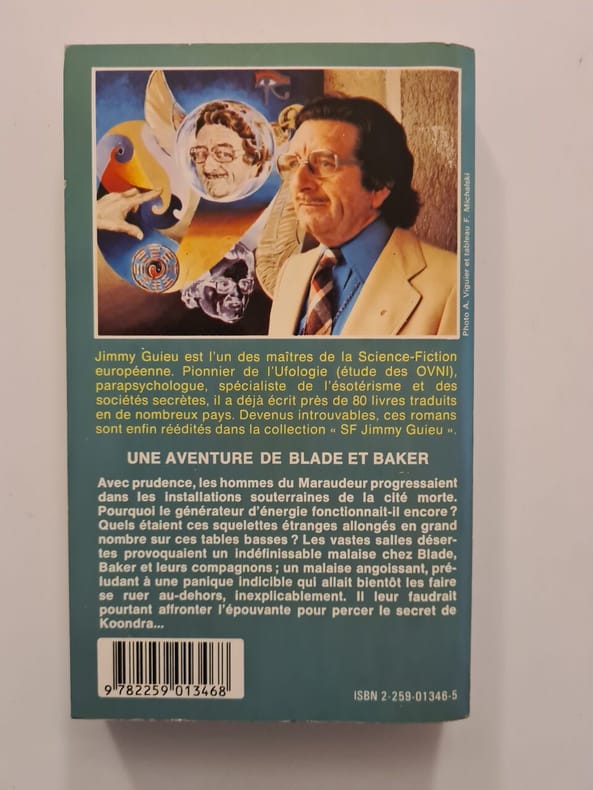 Photo A. Viguier et tableau F. Michalski
Jimmy Guieu est l'un des maîtres de la Science-Fiction
européenne. Pionnier de l'Ufologie (étude des OVNI),
parapsychologue, spécialiste de l'ésotérisme et des
sociétés secrètes, il a déjà écrit près de 80 livres traduits
en de nombreux pays. Devenus introuvables, ces romans
sont enfin réédités dans la collection « SF Jimmy Guieu ».
UNE AVENTURE DE BLADE ET BAKER
Avec prudence, les hommes du Maraudeur progressaient
dans les installations souterraines de la cité morte.
Pourquoi le générateur d'énergie fonctionnait-il encore ?
Quels étaient ces squelettes étranges allongés en grand
nombre sur ces tables basses ? Les vastes salles déser-
tes provoquaient un indéfinissable malaise chez Blade,
Baker et leurs compagnons ; un malaise angoissant, pré-
ludant à une panique indicible qui allait bientôt les faire
se ruer au-dehors, inexplicablement. Il leur faudrait
pourtant affronter l'épouvante pour percer le secret de
Koondra...
9 782259 013468
ISBN 2-259-01346-5